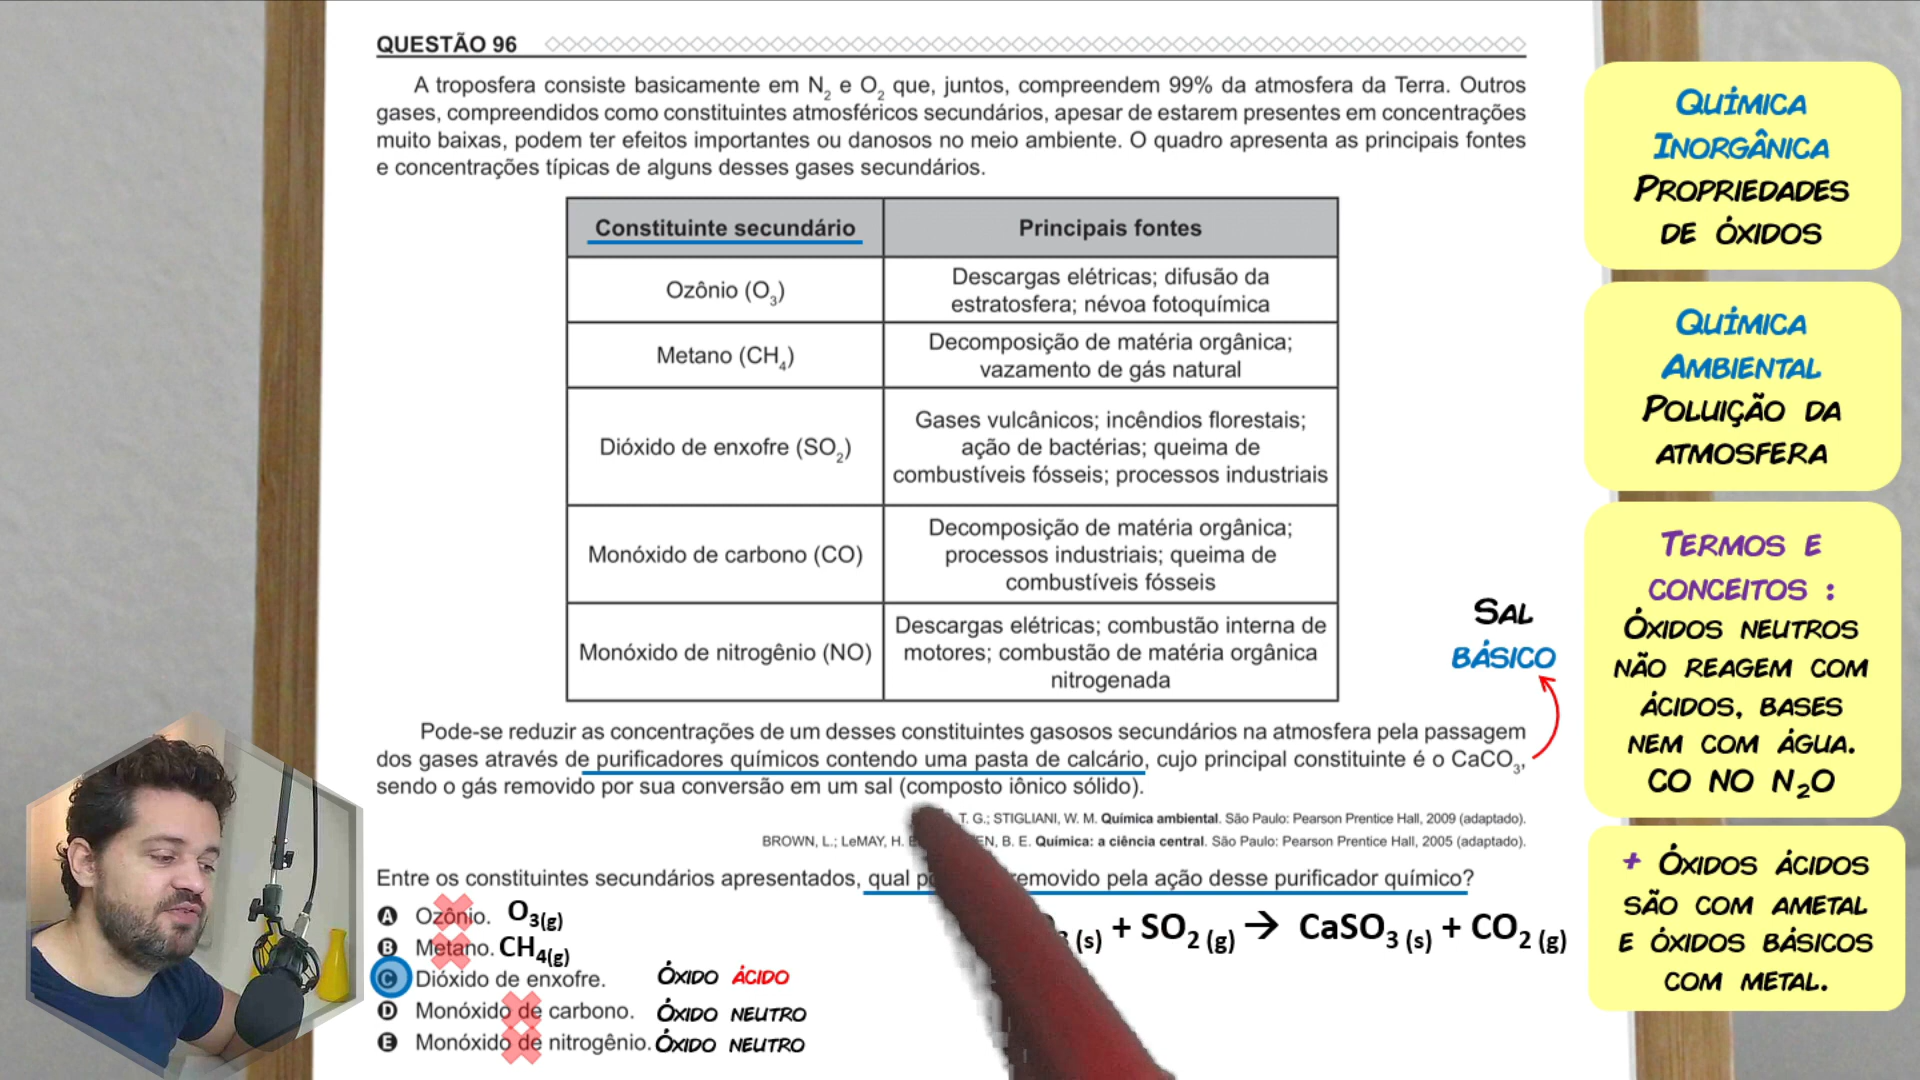 QUESTÃO 96
A troposfera consiste basicamente em N₂ e O₂ que, juntos, compreendem 99% da atmosfera da Terra. Outros
gases, compreendidos como constituintes atmosféricos secundários, apesar de estarem presentes em concentrações
muito baixas, podem ter efeitos importantes ou danosos no meio ambiente. O quadro apresenta as principais fontes
e concentrações típicas de alguns desses gases secundários.
Constituinte secundário
Principais fontes
Ozônio (O₃)
Descargas elétricas; difusão da
estratosfera; névoa fotoquímica
Metano (CH₄)
Decomposição de matéria orgânica;
vazamento de gás natural
Dióxido de enxofre (SO₂)
Gases vulcânicos; incêndios florestais;
ação de bactérias; queima de
combustíveis fósseis; processos industriais
Monóxido de carbono (CO)
Decomposição de matéria orgânica;
processos industriais; queima de
combustíveis fósseis
Monóxido de nitrogênio (NO)
Descargas elétricas; combustão interna de
motores; combustão de matéria orgânica
nitrogenada
Pode-se reduzir as concentrações de um desses constituintes gasosos secundários na atmosfera pela passagem
dos gases através de purificadores químicos contendo uma pasta de calcário, cujo principal constituinte é o CaCO₃,
sendo o gás removido por sua conversão em um sal (composto iônico sólido).
T. G.; STIGLIANI, W. M. Química ambiental. São Paulo: Pearson Prentice Hall, 2009 (adaptado).
BROWN, L.; LeMAY, H. EN, B. E. Química: a ciência central. São Paulo: Pearson Prentice Hall, 2005 (adaptado).
Entre os constituintes secundários apresentados, qual removido pela ação desse purificador químico?
A Ozônio. O₃(g)
B Metano. CH₄(g)
C Dióxido de enxofre. ÓXIDO ÁCIDO
D Monóxido de carbono. ÓXIDO NEUTRO
E Monóxido de nitrogênio. ÓXIDO NEUTRO
₃ (s) + SO₂ (g) → CaSO₃ (s) + CO₂ (g)
SAL
BÁSICO
QUÍMICA
INORGÂNICA
PROPRIEDADES
DE ÓXIDOS
QUÍMICA
AMBIENTAL
POLUIÇÃO DA
ATMOSFERA
TERMOS E
CONCEITOS :
ÓXIDOS NEUTROS
NÃO REAGEM COM
ÁCIDOS, BASES
NEM COM ÁGUA.
CO NO N₂O
+ ÓXIDOS ÁCIDOS
SÃO COM AMETAL
E ÓXIDOS BÁSICOS
COM METAL.